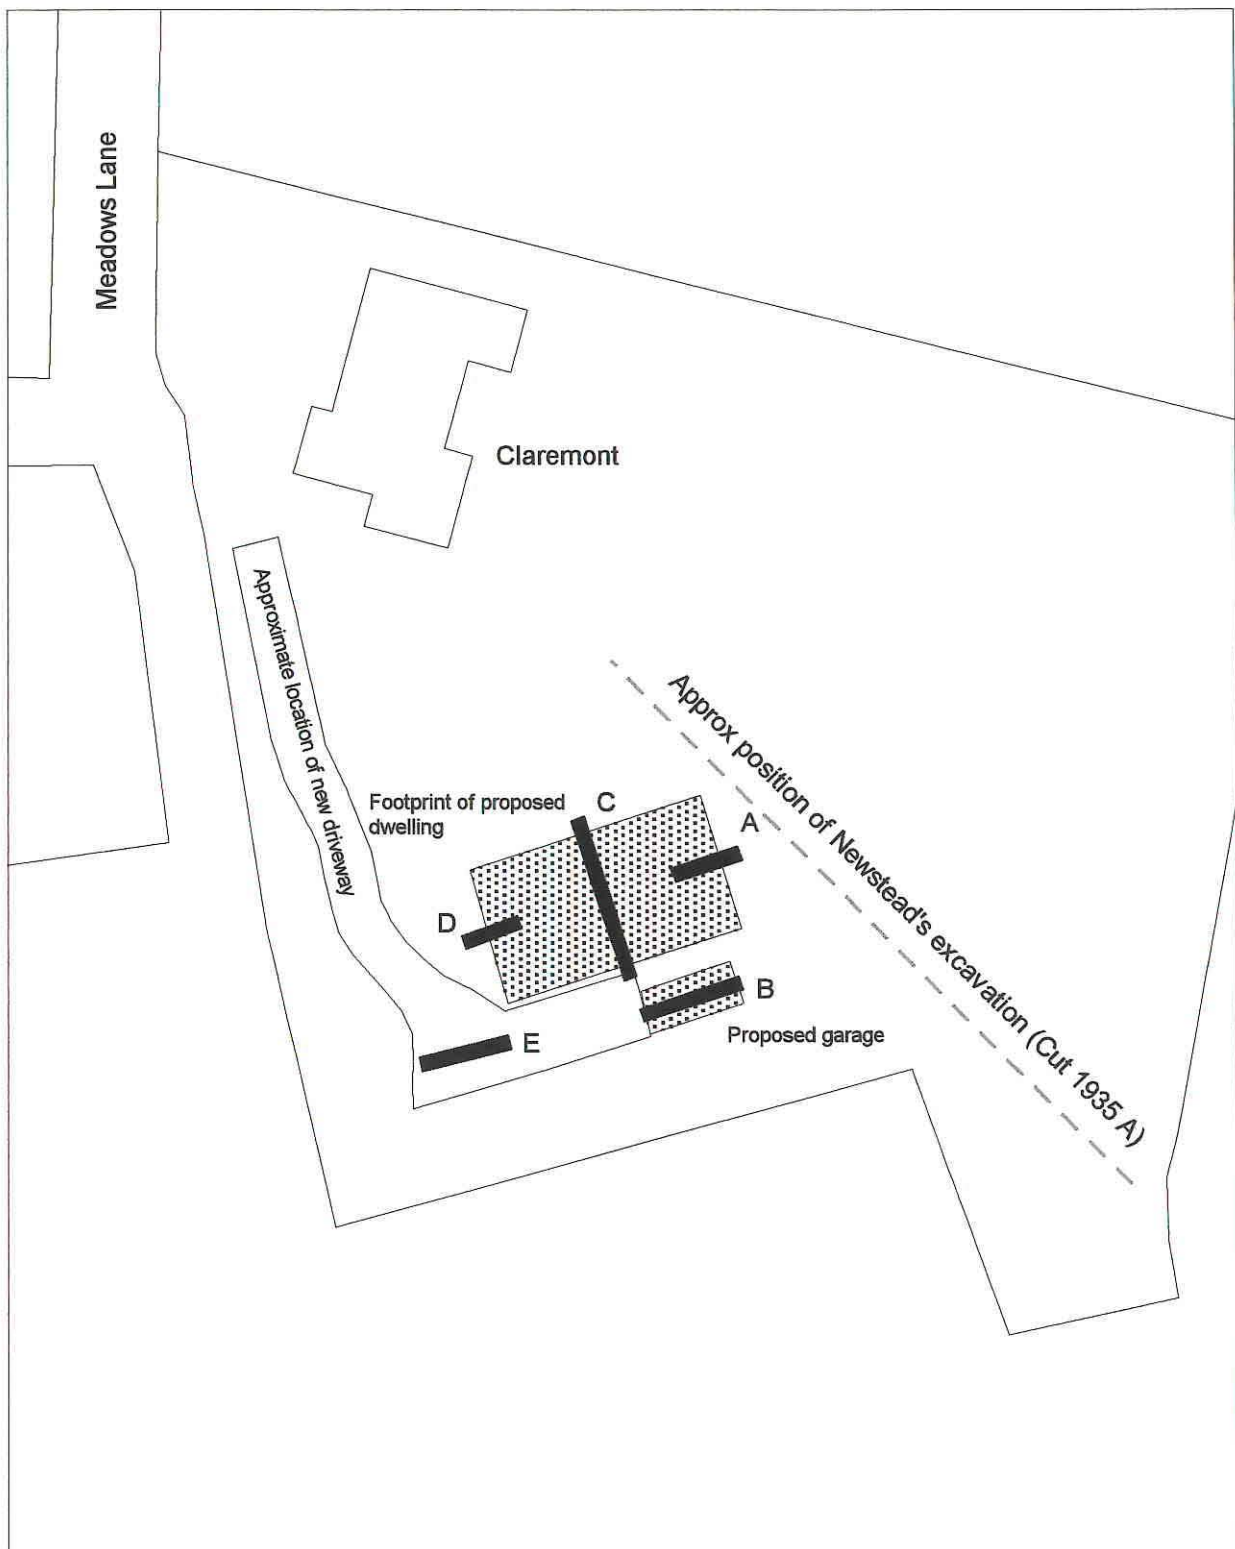 Meadows Lane
Claremont
Approximate location of new driveway
Approx position of Newstead's excavation (Cut 1935 A)
Footprint of proposed
dwelling
C
A
D
B
E
Proposed garage